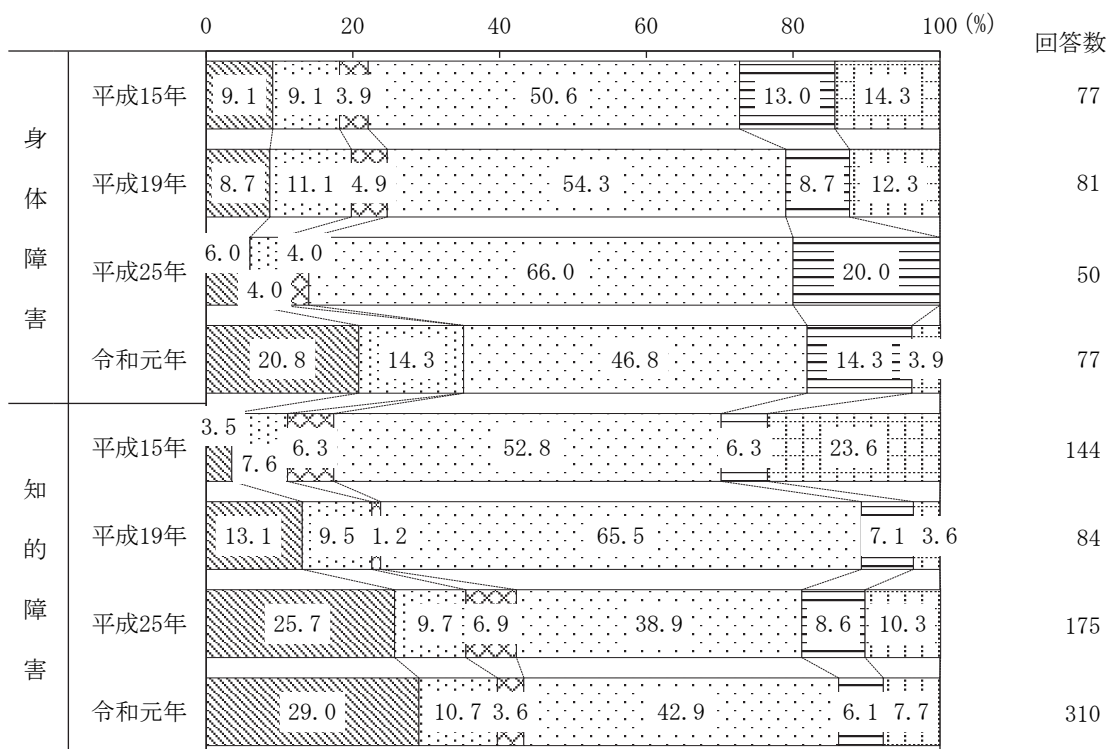 0 20 40 60 80 100 (%)
回答数
身体障害
平成15年 9.1 9.1 3.9 50.6 13.0 14.3 77
平成19年 8.7 11.1 4.9 54.3 8.7 12.3 81
平成25年 6.0 4.0 4.0 66.0 20.0 50
令和元年 20.8 14.3 46.8 14.3 3.9 77
知的障害
平成15年 3.5 7.6 6.3 52.8 6.3 23.6 144
平成19年 13.1 9.5 1.2 65.5 7.1 3.6 84
平成25年 25.7 9.7 6.9 38.9 8.6 10.3 175
令和元年 29.0 10.7 3.6 42.9 6.1 7.7 310